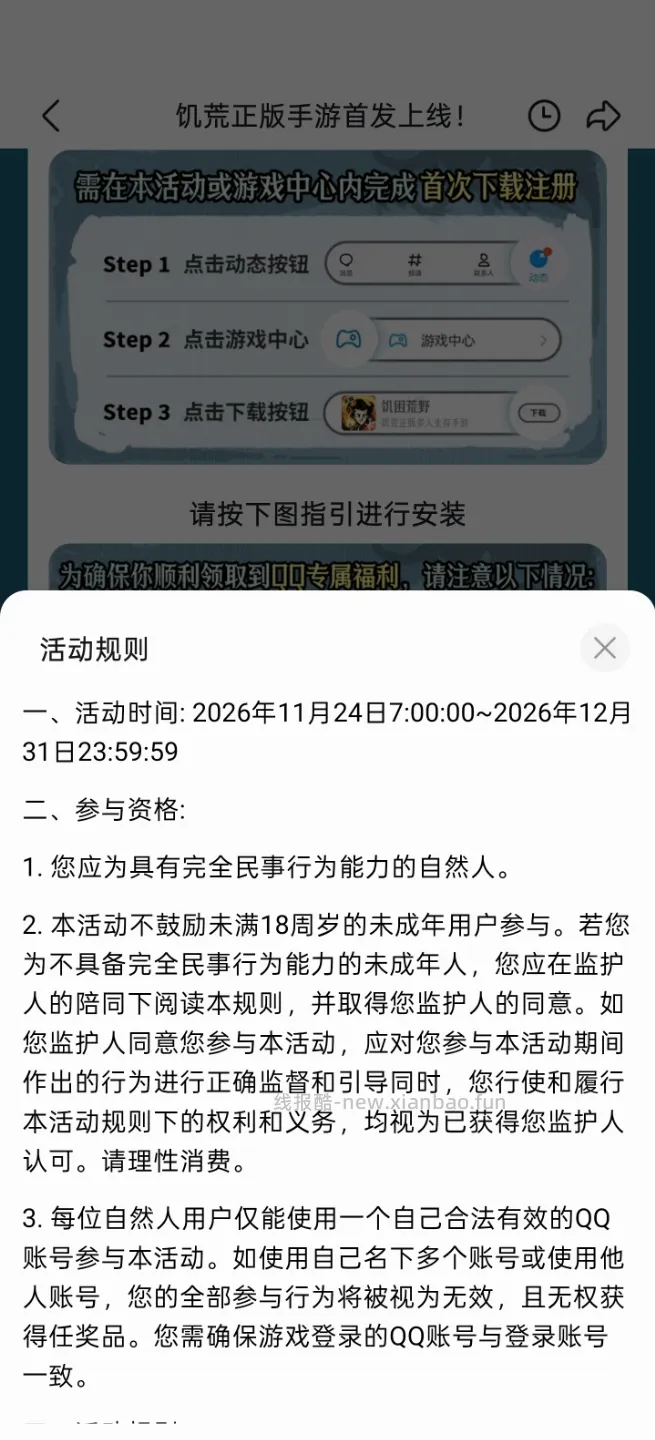 饥荒正版手游首发上线！
需在本活动或游戏中心内完成首次下载注册
Step 1 点击动态按钮
消息 频道 联系人 动态
Step 2 点击游戏中心 游戏中心
Step 3 点击下载按钮 饥困荒野 下载
饥荒正版多人生存手游
请按下图指引进行安装
为确保你顺利领取到QQ专属福利，请注意以下情况:
活动规则
一、活动时间: 2026年11月24日7:00:00~2026年12月
31日23:59:59
二、参与资格:
1. 您应为具有完全民事行为能力的自然人。
2. 本活动不鼓励未满18周岁的未成年用户参与。若您
为不具备完全民事行为能力的未成年人，您应在监护
人的陪同下阅读本规则，并取得您监护人的同意。如
您监护人同意您参与本活动，应对您参与本活动期间
作出的行为进行正确监督和引导同时，您行使和履行
线报酷-new.xianbao.fun
本活动规则下的权利和义务，均视为已获得您监护人
认可。请理性消费。
3. 每位自然人用户仅能使用一个自己合法有效的QQ
账号参与本活动。如使用自己名下多个账号或使用他
人账号，您的全部参与行为将被视为无效，且无权获
得任奖品。您需确保游戏登录的QQ账号与登录账号
一致。